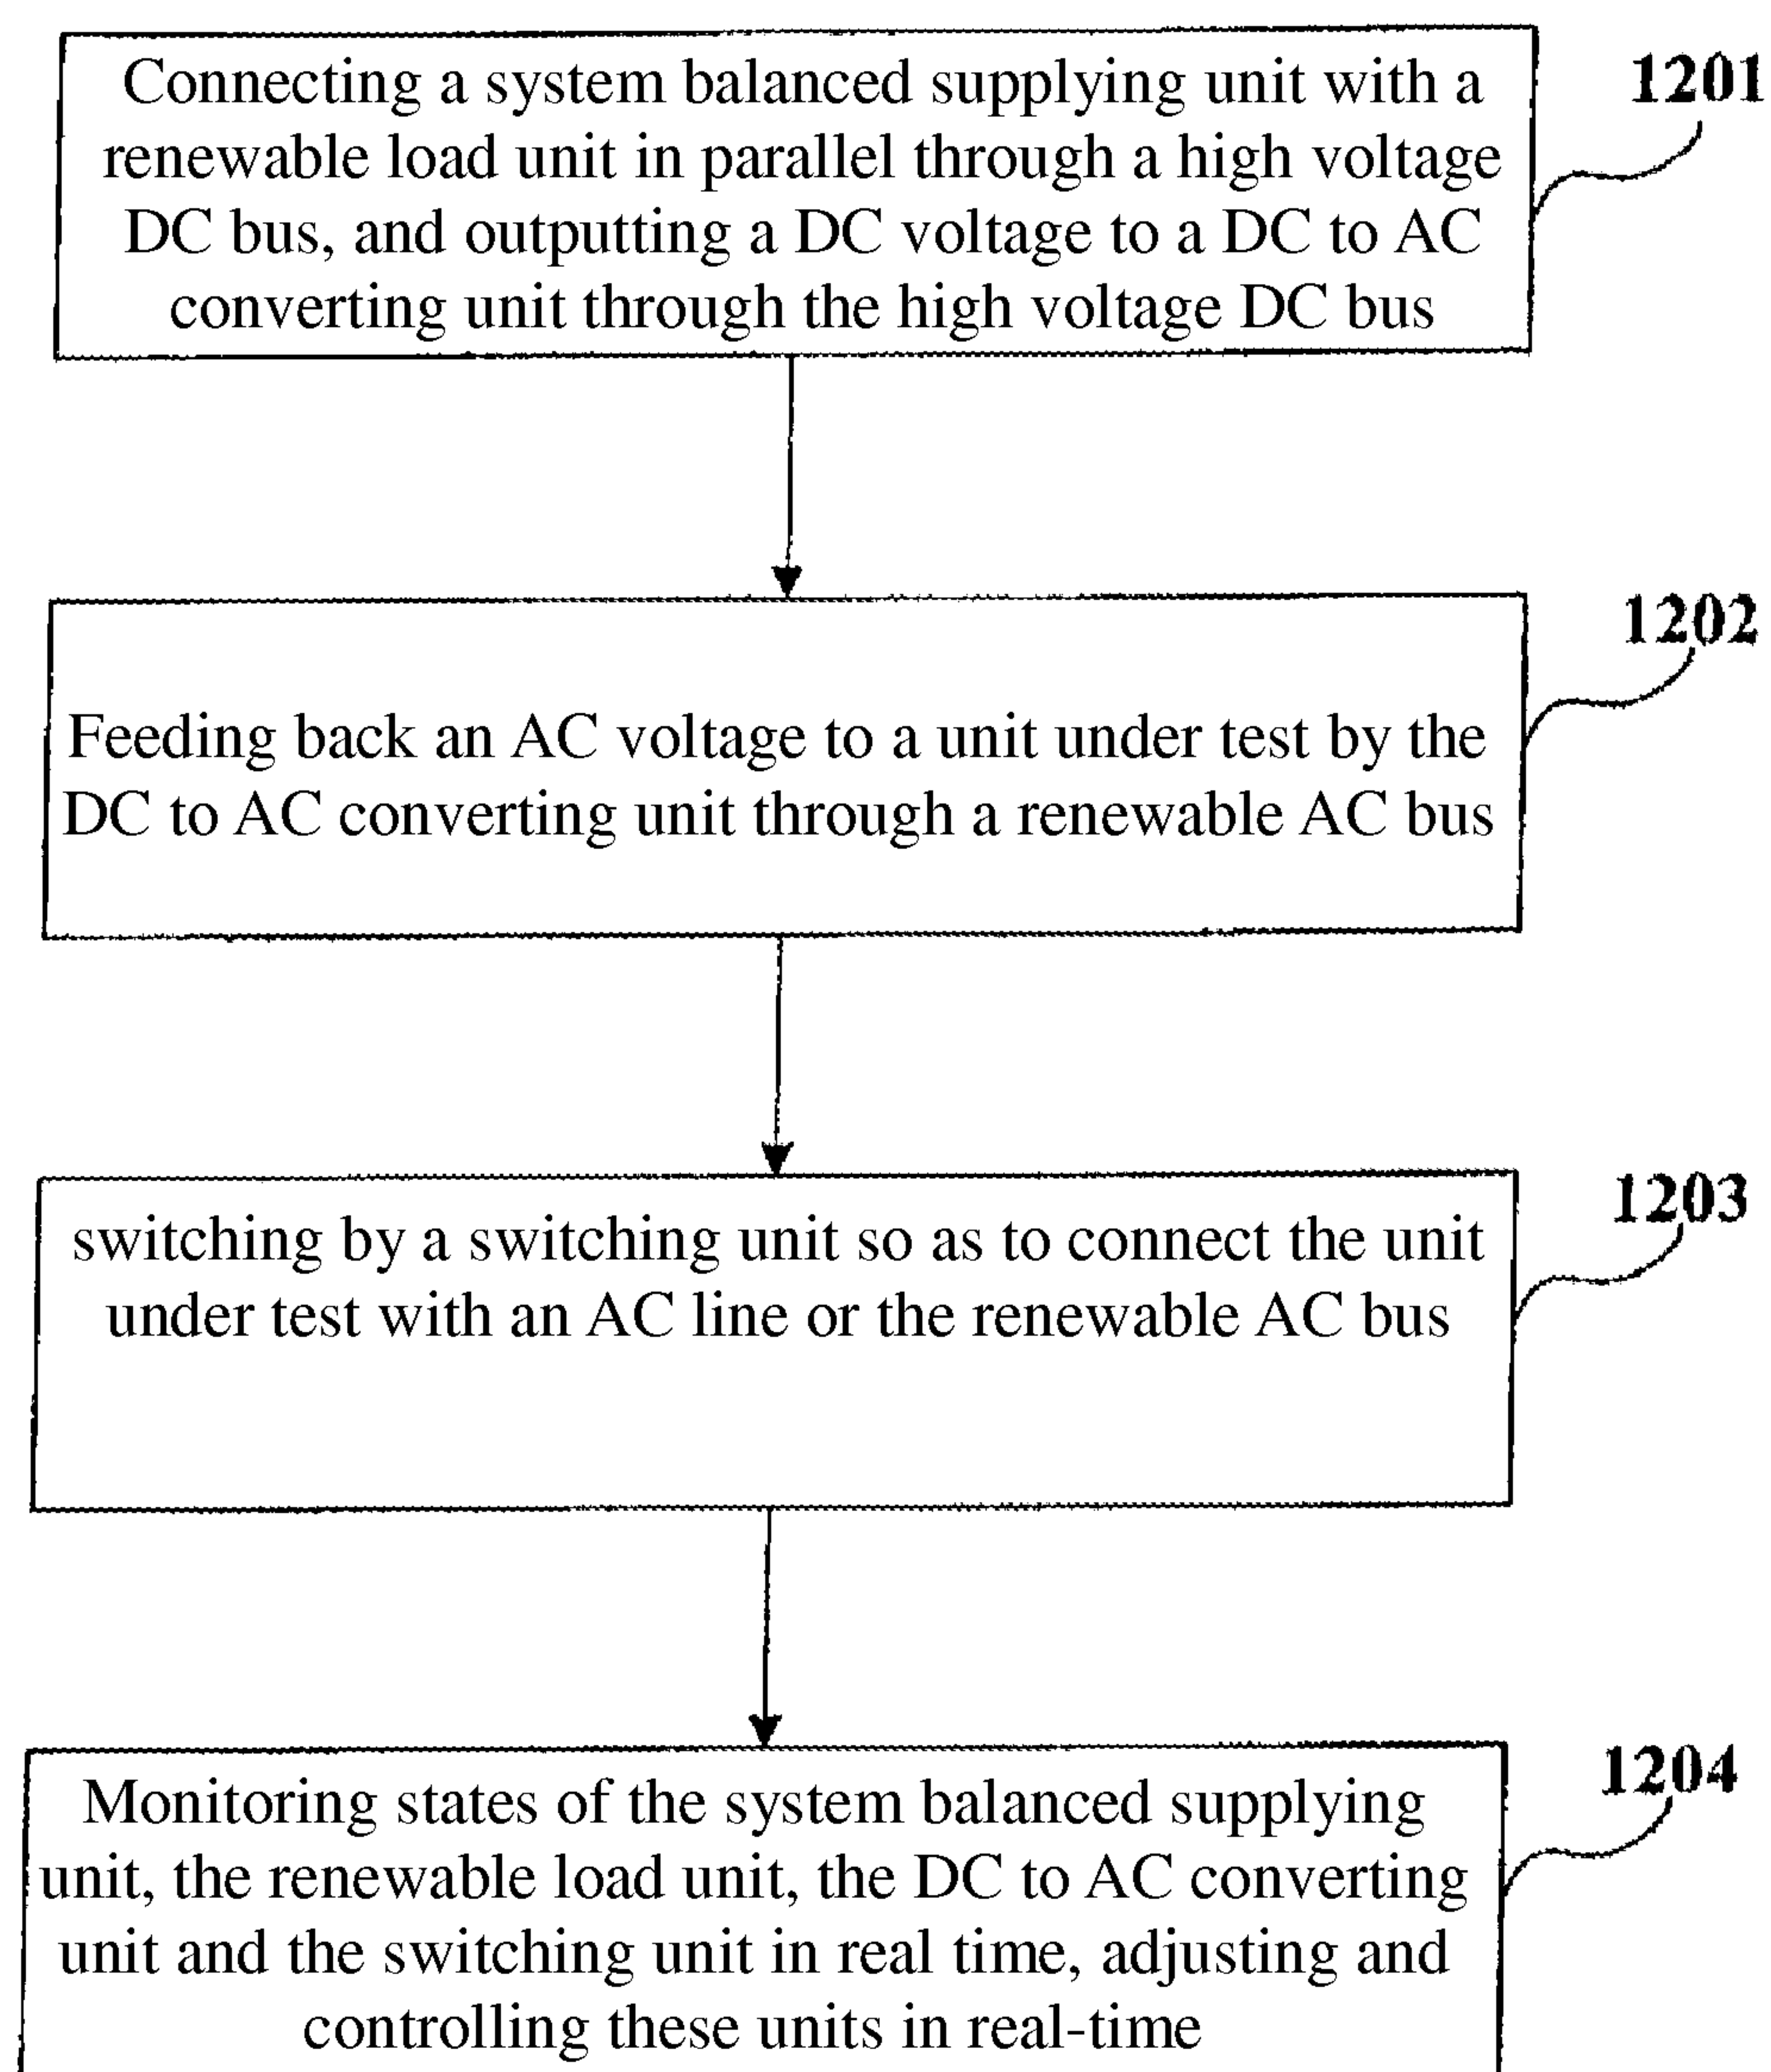 Connecting a system balanced supplying unit with a
renewable load unit in parallel through a high voltage
DC bus, and outputting a DC voltage to a DC to AC
converting unit through the high voltage DC bus
1201
Feeding back an AC voltage to a unit under test by the
DC to AC converting unit through a renewable AC bus
1202
switching by a switching unit so as to connect the unit
under test with an AC line or the renewable AC bus
1203
Monitoring states of the system balanced supplying
unit, the renewable load unit, the DC to AC converting
unit and the switching unit in real time, adjusting and
controlling these units in real-time
1204